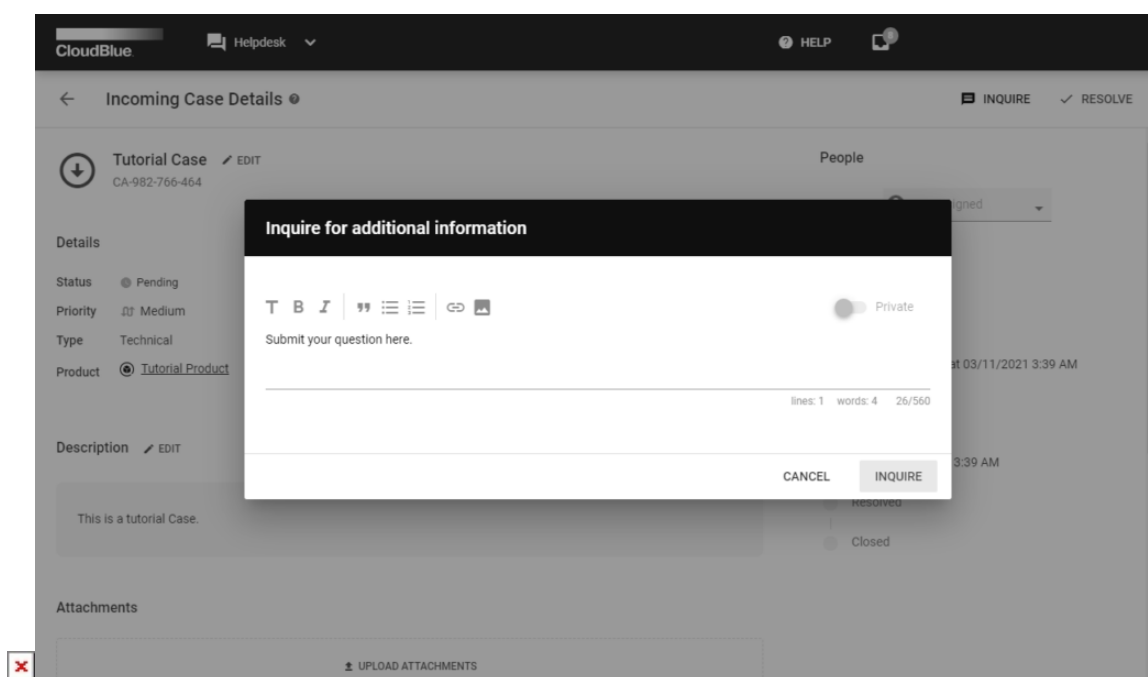 CloudBlue
Helpdesk
HELP
Incoming Case Details
INQUIRE
RESOLVE
Tutorial Case EDIT
CA-982-766-464
People
Details
Status Pending
Priority Medium
Type Technical
Product Tutorial Product
Description EDIT
This is a tutorial Case.
Attachments
UPLOAD ATTACHMENTS
Inquire for additional information
T B I
Private
Submit your question here.
lines: 1 words: 4 26/560
CANCEL INQUIRE
at 03/11/2021 3:39 AM
3:39 AM
Resolved
Closed